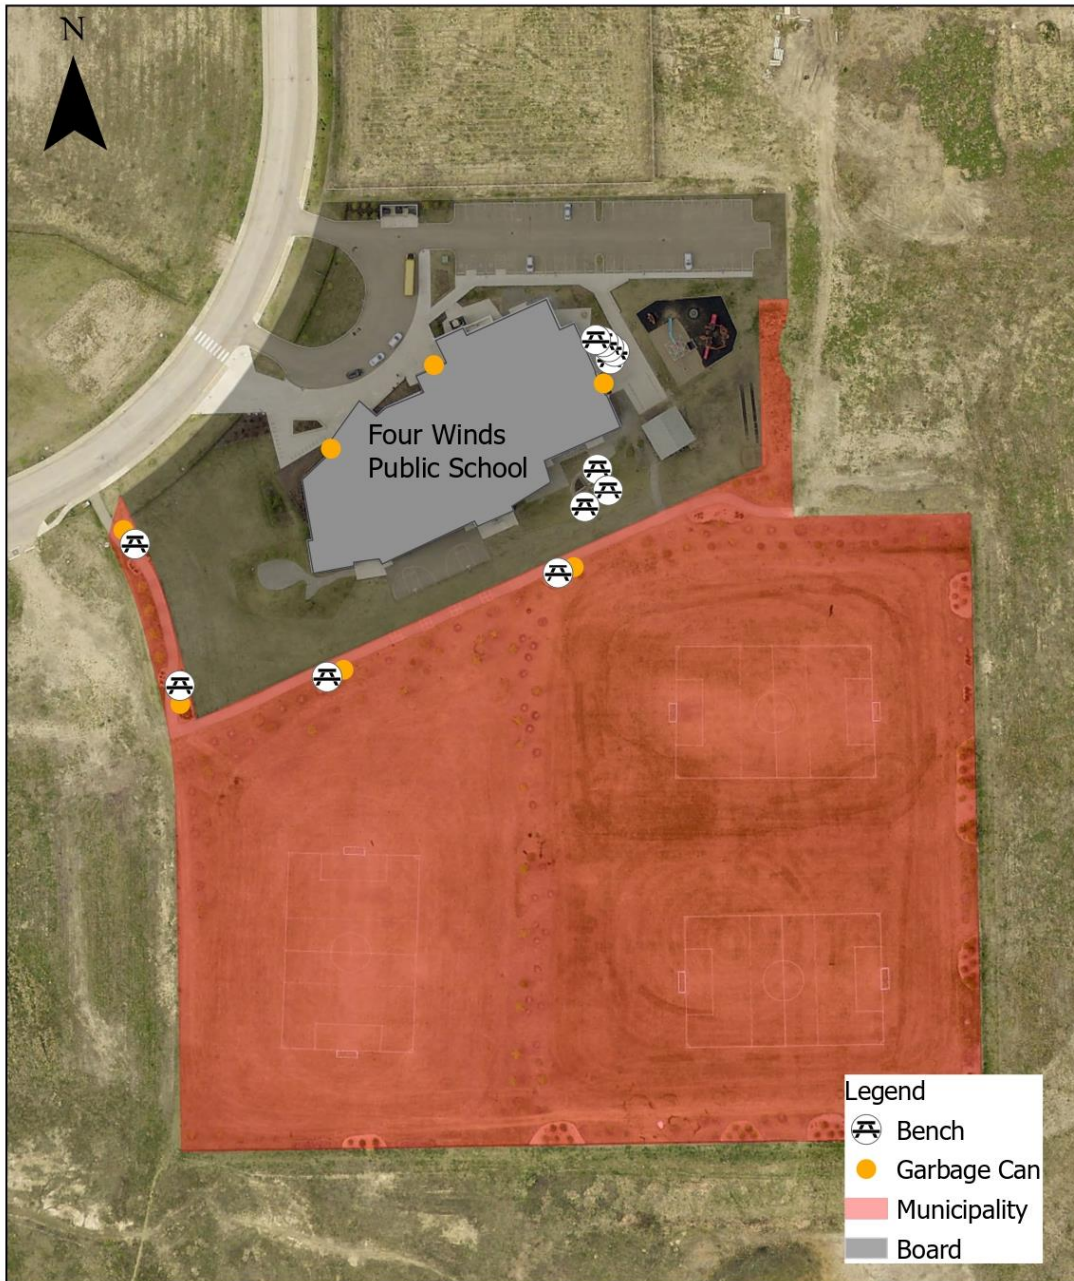 N
Four Winds
Public School
Legend
Bench
Garbage Can
Municipality
Board